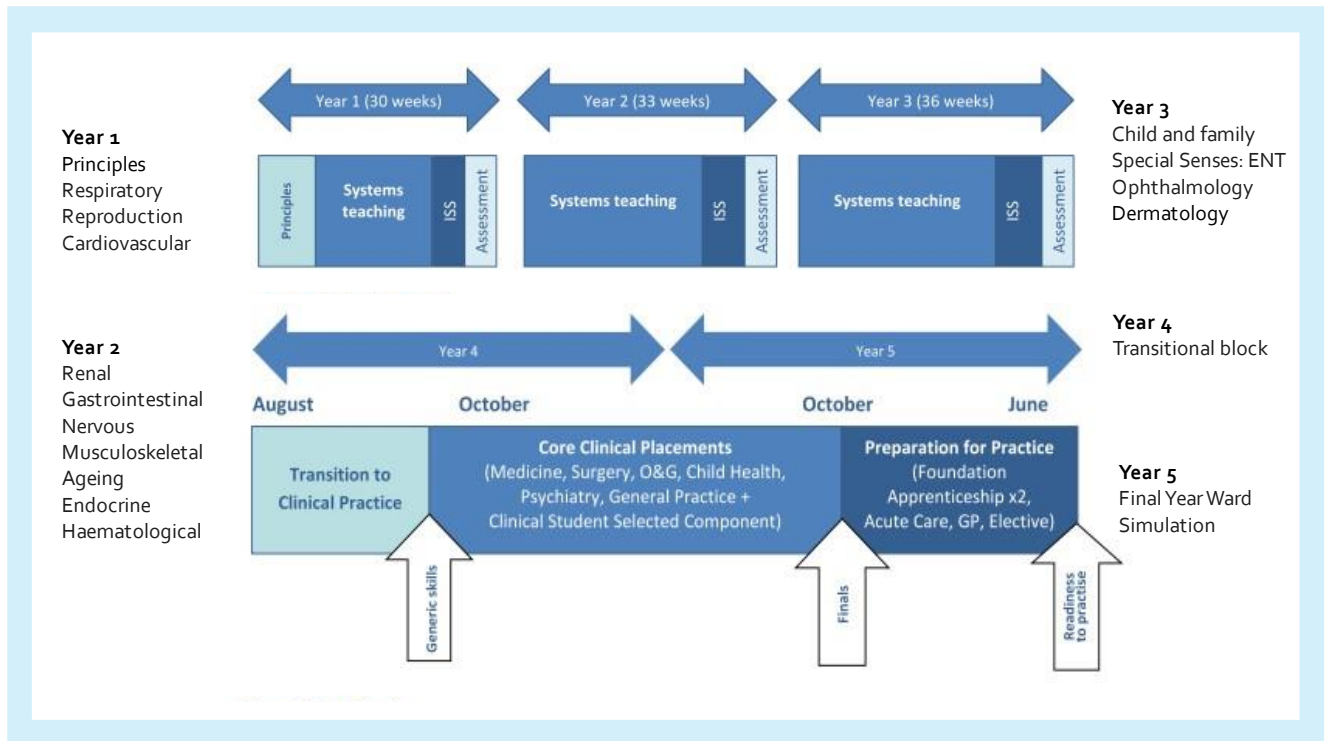 Year 1 (30 weeks)
Year 2 (33 weeks)
Year 3 (36 weeks)
Year 1
Principles
Respiratory
Reproduction
Cardiovascular
Principles
Systems
teaching
ISS
Assessment
Systems teaching
ISS
Assessment
Systems teaching
ISS
Assessment
Year 3
Child and family
Special Senses: ENT
Ophthalmology
Dermatology
Year 2
Renal
Gastrointestinal
Nervous
Musculoskeletal
Ageing
Endocrine
Haematological
Year 4
Year 5
August
October
October
June
Transition to
Clinical Practice
Core Clinical Placements
(Medicine, Surgery, O&G, Child Health,
Psychiatry, General Practice +
Clinical Student Selected Component)
Preparation for Practice
(Foundation
Apprenticeship x2,
Acute Care, GP, Elective)
Generic skills
Finals
Readiness
to practise
Year 4
Transitional block
Year 5
Final Year Ward
Simulation